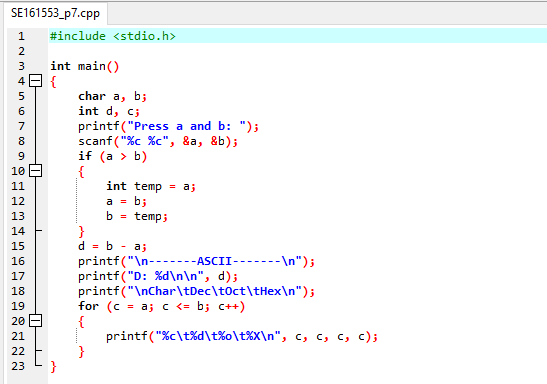 SE161553_p7.cpp
1 #include <stdio.h>
2
3 int main()
4 {
5 char a, b;
6 int d, c;
7 printf("Press a and b: ");
8 scanf("%c %c", &a, &b);
9 if (a > b)
10 {
11 int temp = a;
12 a = b;
13 b = temp;
14 }
15 d = b - a;
16 printf("\n-------ASCII-------\n");
17 printf("D: %d\n\n", d);
18 printf("\nChar\tDec\tOct\tHex\n");
19 for (c = a; c <= b; c++)
20 {
21 printf("%c\t%d\t%o\t%X\n", c, c, c, c);
22 }
23 }